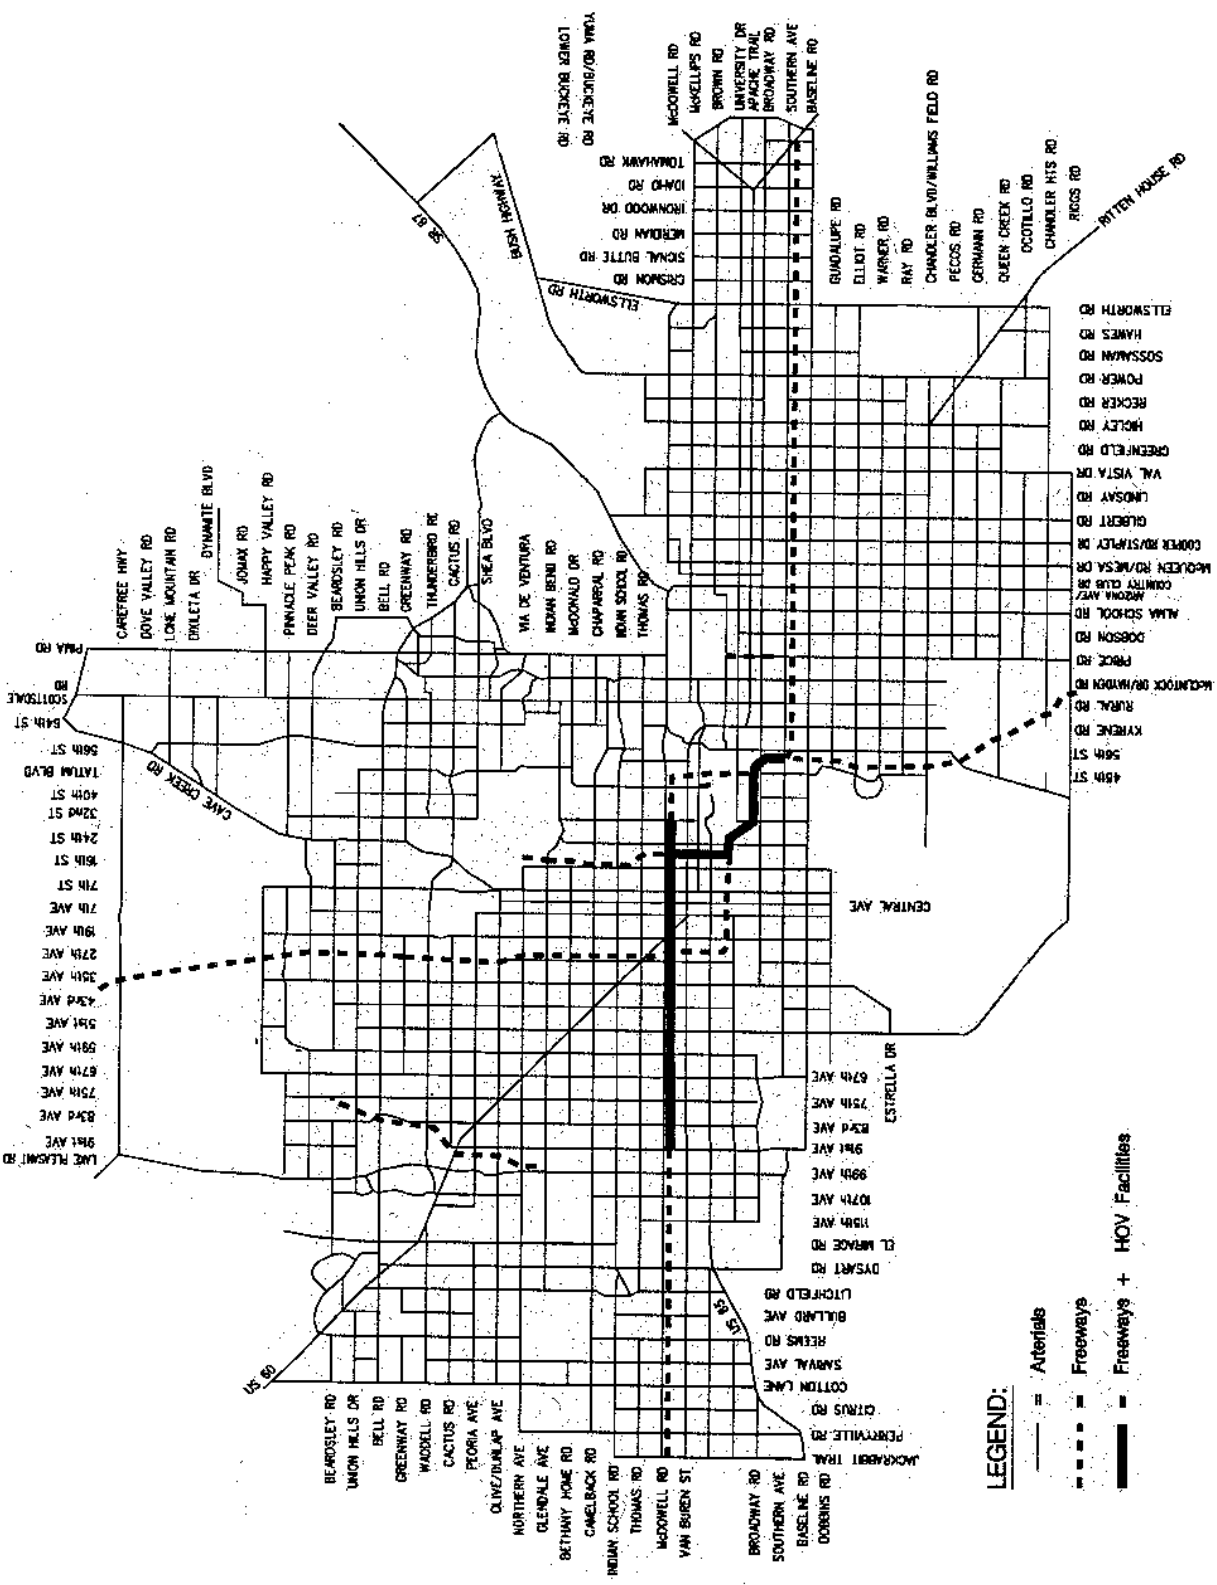 YUMA RD/BUCKEYE RD
LOWER BUCKEYE RD
McDOWELL RD
McKELLIPS RD
BROWN RD
UNIVERSITY DR
APACHE TRAIL
BROADWAY RD
SOUTHERN AVE
BASELINE RD
TOMAHAWK RD
IDAHO RD
IRONWOOD DR
MERIDIAN RD
SIGNAL BUTTE RD
CRISMON RD
SR 87
BUSH HIGHWAY
ELLSWORTH RD
GUADALUPE RD
ELLIOT RD
WARNER RD
RAY RD
CHANDLER BLVD/WILLIAMS FIELD RD
PECOS RD
GERMANN RD
QUEEN CREEK RD
OCOTILLO RD
CHANDLER HTS RD
RIGGS RD
RITTEN HOUSE RD
ELLSWORTH RD
HAWES RD
SOSSAMAN RD
POWER RD
RECKER RD
HIGLEY RD
GREENFIELD RD
VAL VISTA DR
LINDSAY RD
GILBERT RD
COOPER RD/STAPLEY DR
McQUEEN RD/MESA DR
COUNTRY CLUB DR
ARIZONA AVE/
ALMA SCHOOL RD
DOBSON RD
PRICE RD
McCLINTOCK DR/HAYDEN RD
RURAL RD
KYRENE RD
56th ST
48th ST
CAREFREE HWY
DOVE VALLEY RD
LONE MOUNTAIN RD
DIXILETA DR
DYNAMITE BLVD
JOMAX RD
HAPPY VALLEY RD
PINNACLE PEAK RD
DEER VALLEY RD
BEARDSLEY RD
UNION HILLS DR
BELL RD
GREENWAY RD
THUNDERBIRD RD
CACTUS RD
SHEA BLVD
VIA DE VENTURA
INDIAN BEND RD
McDONALD DR
CHAPARRAL RD
INDIAN SCHOOL RD
THOMAS RD
PIMA RD
SCOTTSDALE RD
64th ST
56th ST
TATUM BLVD
40th ST
32nd ST
24th ST
16th ST
7th ST
7th AVE
19th AVE
27th AVE
35th AVE
43rd AVE
51st AVE
59th AVE
67th AVE
75th AVE
83rd AVE
91st AVE
LAKE PLEASANT RD
CAVE CREEK RD
CENTRAL AVE
ESTRELLA DR
67th AVE
75th AVE
83rd AVE
91st AVE
99th AVE
107th AVE
115th AVE
EL MIRAGE RD
DYSART RD
LITCHFIELD RD
BULLARD AVE
REEMS RD
SARIVAL AVE
COTTON LANE
CITRUS RD
PERRYVILLE RD
JACKRABBIT TRAIL
US 85
US 60
BEARDSLEY RD
UNION HILLS DR
BELL RD
GREENWAY RD
WADDELL RD
CACTUS RD
PEORIA AVE
OLIVE/DUNLAP AVE
NORTHERN AVE
GLENDALE AVE
BETHANY HOME RD
CAMELBACK RD
INDIAN SCHOOL RD
THOMAS RD
McDOWELL RD
VAN BUREN ST
BROADWAY RD
SOUTHERN AVE
BASELINE RD
DOBBINS RD
LEGEND:
= Arterials
= Freeways
= Freeways + HOV Facilities